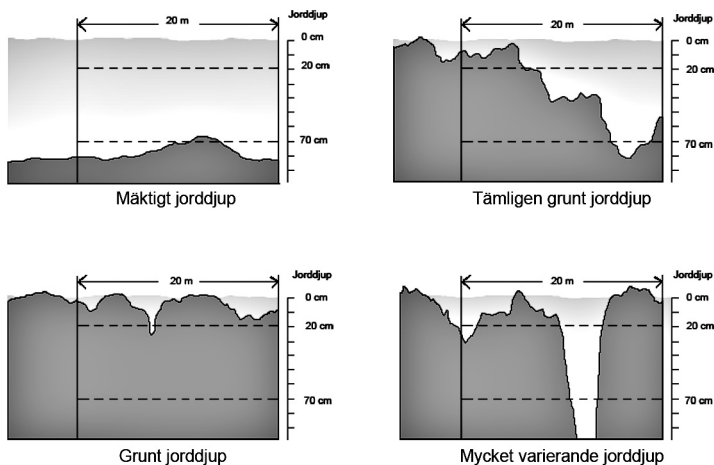 Jorddjup
20 m
0 cm
20 cm
70 cm
Mäktigt jorddjup
Jorddjup
20 m
0 cm
20 cm
70 cm
Tämligen grunt jorddjup
Jorddjup
20 m
0 cm
20 cm
70 cm
Grunt jorddjup
Jorddjup
20 m
0 cm
20 cm
70 cm
Mycket varierande jorddjup